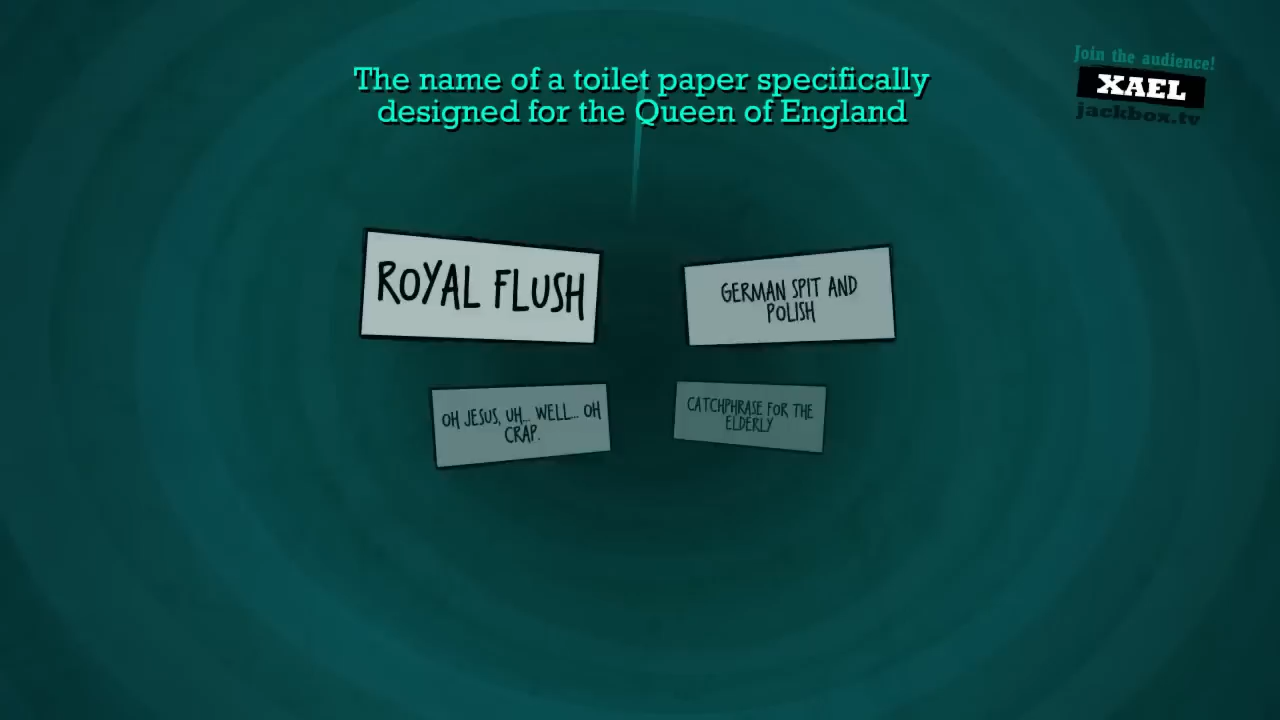 The name of a toilet paper specifically
designed for the Queen of England
Join the audience!
XAEL
jackbox.tv
ROYAL FLUSH
GERMAN SPIT AND
POLISH
OH JESUS, UH... WELL... OH
CRAP.
CATCHPHRASE FOR THE
ELDERLY